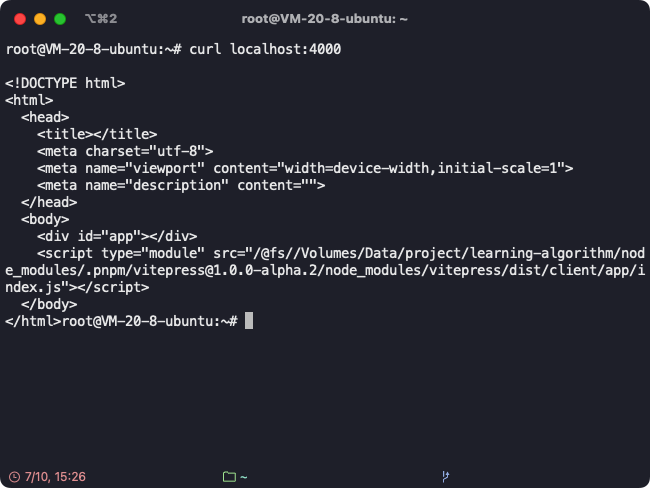 ⌥⌘2
root@VM-20-8-ubuntu: ~
root@VM-20-8-ubuntu:~# curl localhost:4000
<!DOCTYPE html>
<html>
  <head>
    <title></title>
    <meta charset="utf-8">
    <meta name="viewport" content="width=device-width,initial-scale=1">
    <meta name="description" content="">
  </head>
  <body>
    <div id="app"></div>
    <script type="module" src="/@fs//Volumes/Data/project/learning-algorithm/nod
e_modules/.pnpm/vitepress@1.0.0-alpha.2/node_modules/vitepress/dist/client/app/i
ndex.js"></script>
  </body>
</html>root@VM-20-8-ubuntu:~#
7/10, 15:26
~